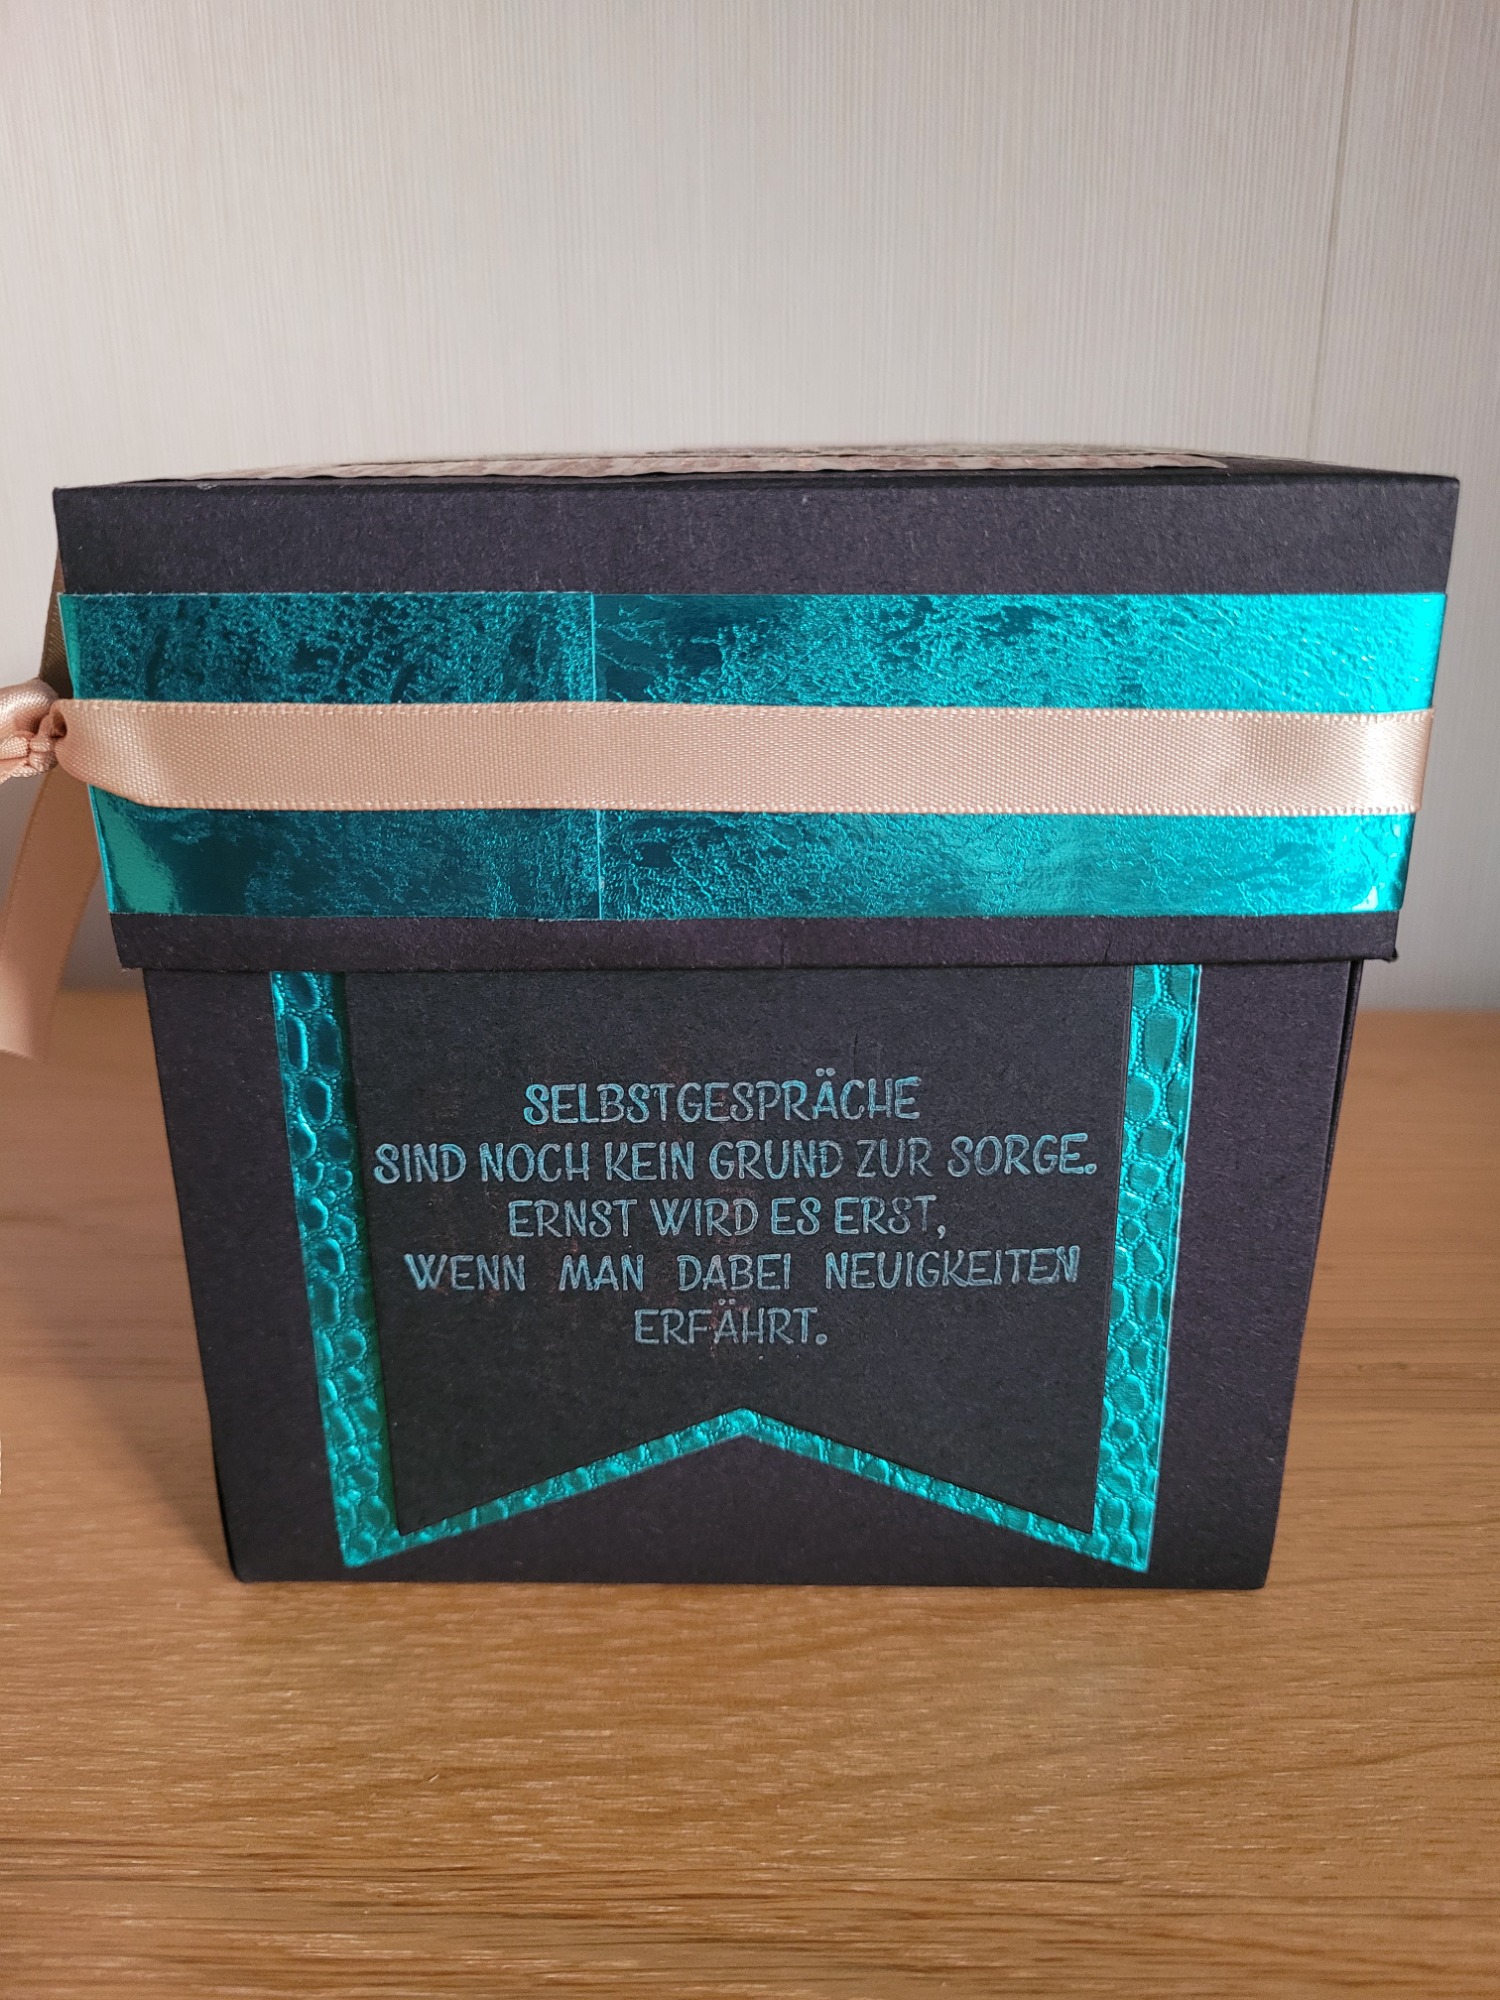 SELBSTGESPRÄCHE
SIND NOCH KEIN GRUND ZUR SORGE.
ERNST WIRD ES ERST,
WENN MAN DABEI NEUIGKEITEN
ERFÄHRT.